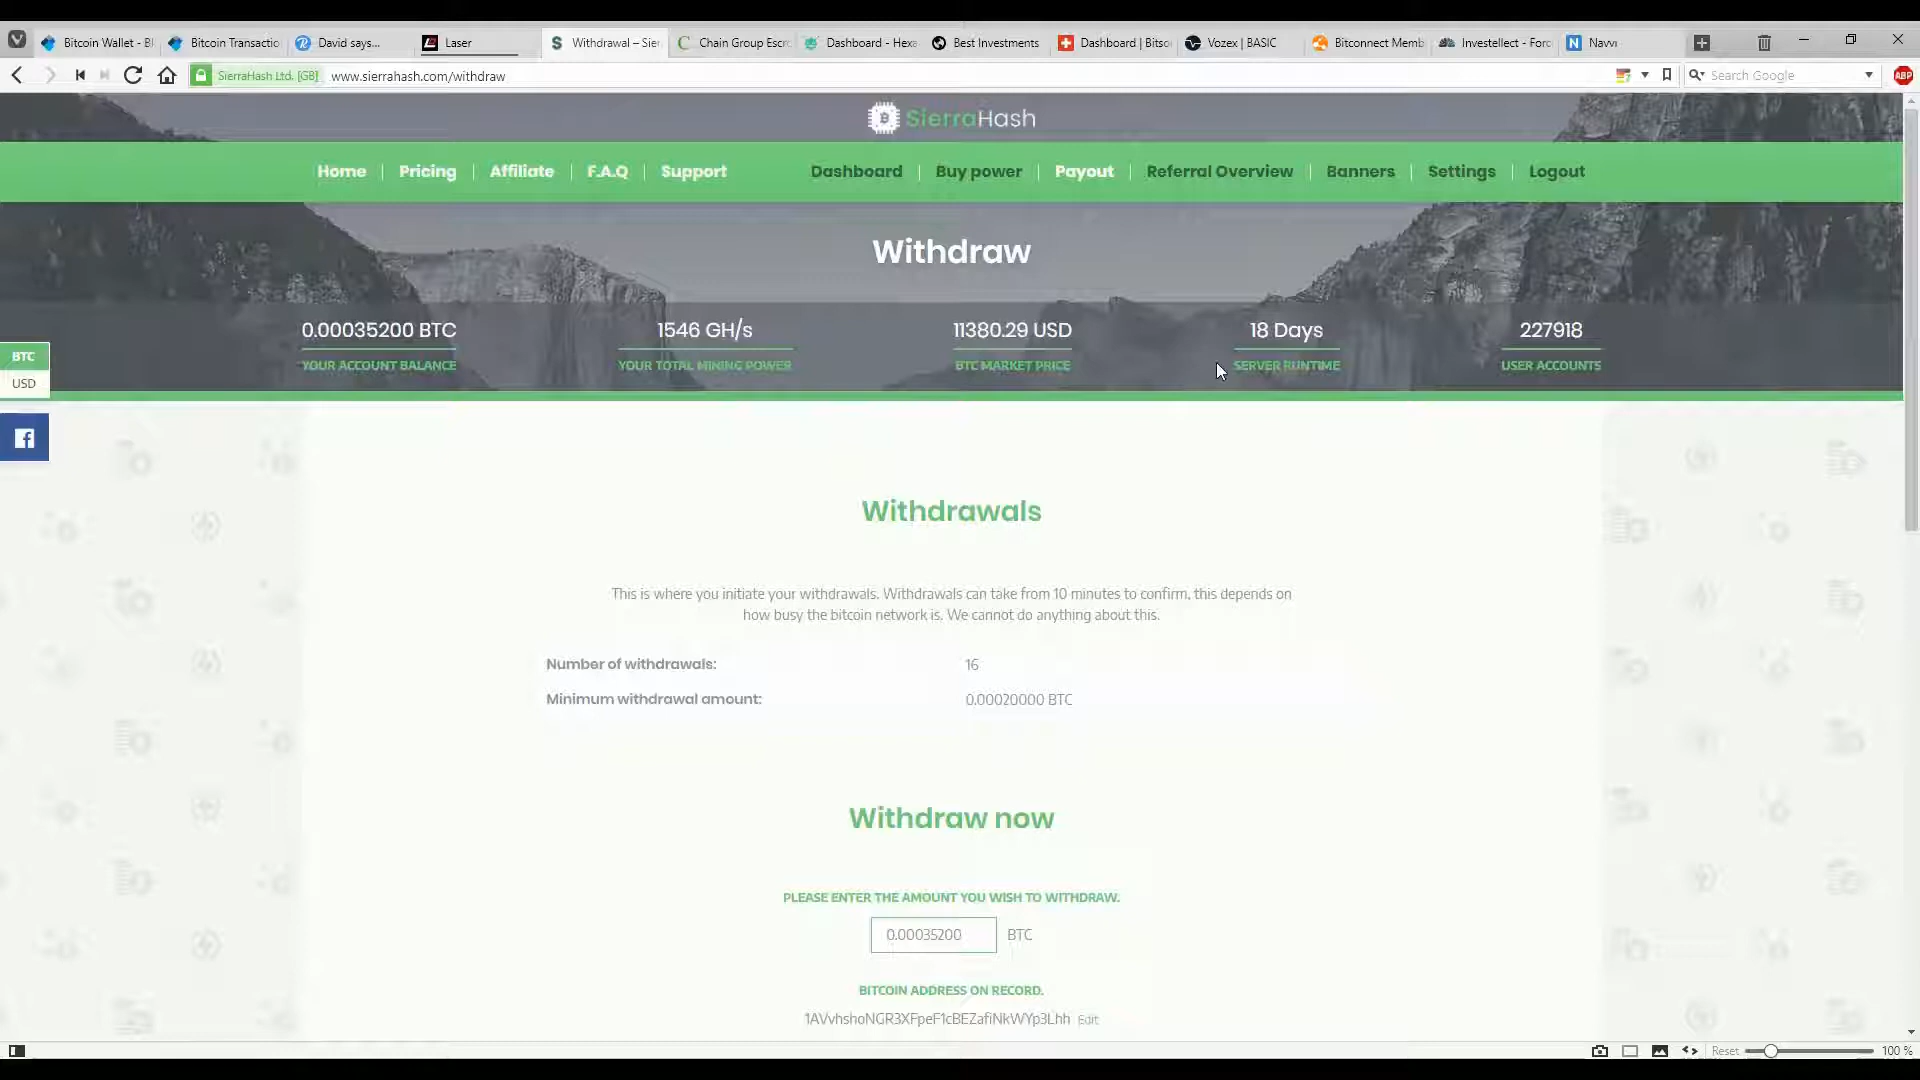 Bitcoin Wallet - Bl
Bitcoin Transactio
David says...
Laser
Withdrawal – Sier
Chain Group Escr
Dashboard - Hexa
Best Investments
Dashboard | Bitso
Vozex | BASIC
Bitconnect Memb
Investellect - Forc
Navvi
SierraHash Ltd. [GB]
www.sierrahash.com/withdraw
Search Google
ABP
SierraHash
Home
Pricing
Affiliate
F.A.Q
Support
Dashboard
Buy power
Payout
Referral Overview
Banners
Settings
Logout
Withdraw
0.00035200 BTC
1546 GH/s
11380.29 USD
18 Days
227918
YOUR ACCOUNT BALANCE
YOUR TOTAL MINING POWER
BTC MARKET PRICE
SERVER RUNTIME
USER ACCOUNTS
BTC
USD
Withdrawals
This is where you initiate your withdrawals. Withdrawals can take from 10 minutes to confirm, this depends on
how busy the bitcoin network is. We cannot do anything about this.
Number of withdrawals: 16
Minimum withdrawal amount: 0.00020000 BTC
Withdraw now
PLEASE ENTER THE AMOUNT YOU WISH TO WITHDRAW.
0.00035200 BTC
BITCOIN ADDRESS ON RECORD.
1AVvhshoNGR3XFpeF1cBEZafiNkWYp3Lhh Edit
Reset
100 %